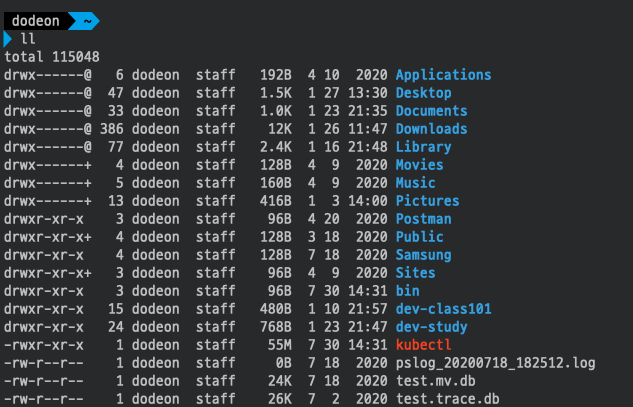 dodeon ~
ll
total 115048
drwx------@ 6 dodeon staff 192B 4 10 2020 Applications
drwx------@ 47 dodeon staff 1.5K 1 27 13:30 Desktop
drwx------@ 33 dodeon staff 1.0K 1 23 21:35 Documents
drwx------@ 386 dodeon staff 12K 1 26 11:47 Downloads
drwx------@ 77 dodeon staff 2.4K 1 16 21:48 Library
drwx------+ 4 dodeon staff 128B 4 9 2020 Movies
drwx------+ 5 dodeon staff 160B 4 9 2020 Music
drwx------+ 13 dodeon staff 416B 1 3 14:00 Pictures
drwxr-xr-x 3 dodeon staff 96B 4 20 2020 Postman
drwxr-xr-x+ 4 dodeon staff 128B 3 18 2020 Public
drwxr-xr-x 4 dodeon staff 128B 7 18 2020 Samsung
drwxr-xr-x+ 3 dodeon staff 96B 4 9 2020 Sites
drwxr-xr-x 3 dodeon staff 96B 7 30 14:31 bin
drwxr-xr-x 15 dodeon staff 480B 1 10 21:57 dev-class101
drwxr-xr-x 24 dodeon staff 768B 1 23 21:47 dev-study
-rwxr-xr-x 1 dodeon staff 55M 7 30 14:31 kubectl
-rw-r--r-- 1 dodeon staff 0B 7 18 2020 pslog_20200718_182512.log
-rw-r--r-- 1 dodeon staff 24K 7 18 2020 test.mv.db
-rw-r--r-- 1 dodeon staff 26K 7 2 2020 test.trace.db